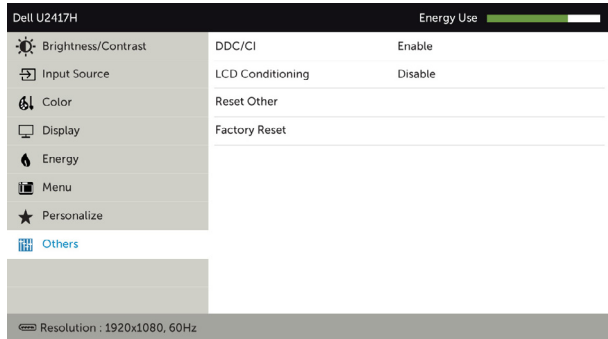 Dell U2417H Energy Use
Brightness/Contrast DDC/CI Enable
Input Source LCD Conditioning Disable
Color Reset Other
Display Factory Reset
Energy
Menu
Personalize
Others
Resolution : 1920x1080, 60Hz